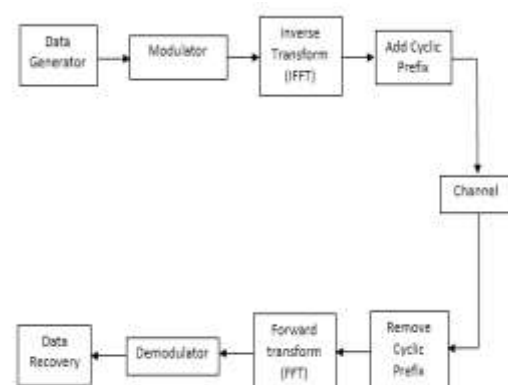 Data
Generator
Modulator
Inverse
Transform
(IFFT)
Add Cyclic
Prefix
Channel
Remove
Cyclic
Prefix
Forward
transform
(FFT)
Demodulator
Data
Recovery